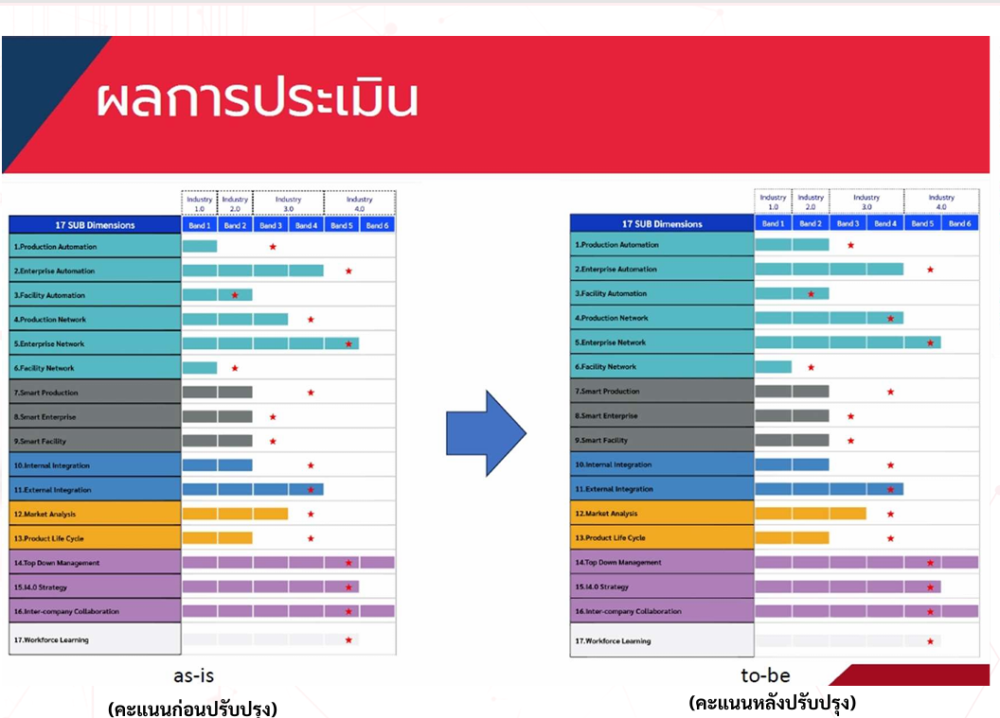 ผลการประเมิน
Industry 1.0
Industry 2.0
Industry 3.0
Industry 4.0
17 SUB Dimensions
Band 1
Band 2
Band 3
Band 4
Band 5
Band 6
1.Production Automation
2.Enterprise Automation
3.Facility Automation
4.Production Network
5.Enterprise Network
6.Facility Network
7.Smart Production
8.Smart Enterprise
9.Smart Facility
10.Internal Integration
11.External Integration
12.Market Analysis
13.Product Life Cycle
14.Top Down Management
15.I4.0 Strategy
16.Inter-company Collaboration
17.Workforce Learning
as-is
(คะแนนก่อนปรับปรุง)
Industry 1.0
Industry 2.0
Industry 3.0
Industry 4.0
17 SUB Dimensions
Band 1
Band 2
Band 3
Band 4
Band 5
Band 6
1.Production Automation
2.Enterprise Automation
3.Facility Automation
4.Production Network
5.Enterprise Network
6.Facility Network
7.Smart Production
8.Smart Enterprise
9.Smart Facility
10.Internal Integration
11.External Integration
12.Market Analysis
13.Product Life Cycle
14.Top Down Management
15.I4.0 Strategy
16.Inter-company Collaboration
17.Workforce Learning
to-be
(คะแนนหลังปรับปรุง)